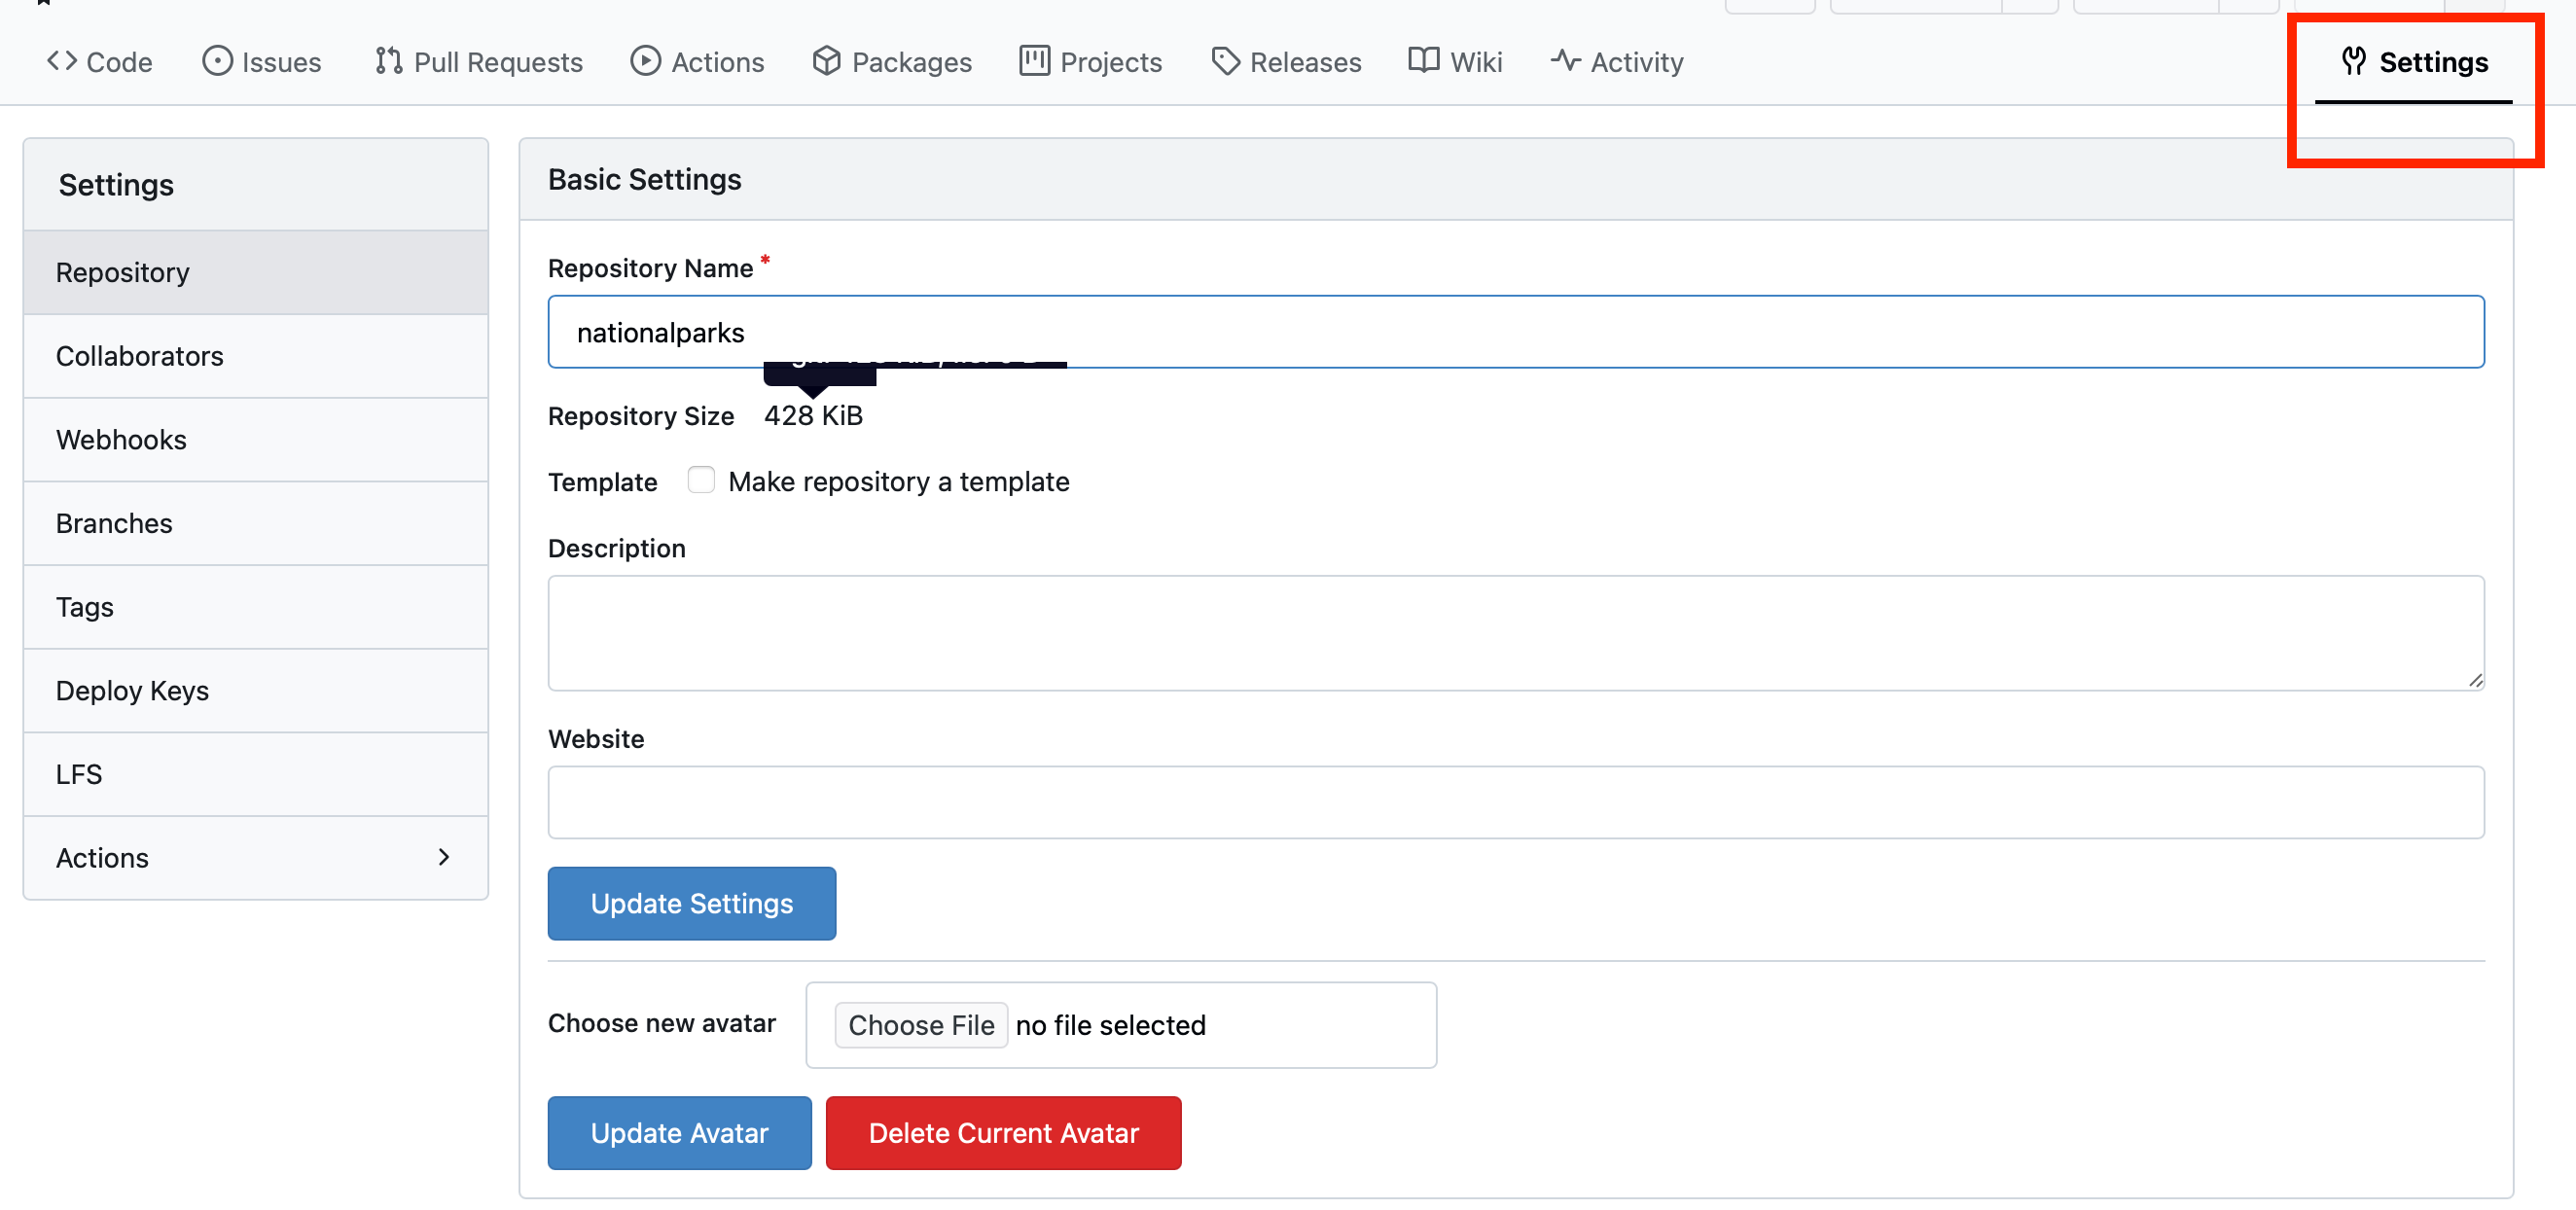 Code Issues Pull Requests Actions Packages Projects Releases Wiki Activity Settings
Settings
Repository
Collaborators
Webhooks
Branches
Tags
Deploy Keys
LFS
Actions
Basic Settings
Repository Name *
nationalparks
Repository Size 428 KiB
Template Make repository a template
Description
Website
Update Settings
Choose new avatar Choose File no file selected
Update Avatar Delete Current Avatar